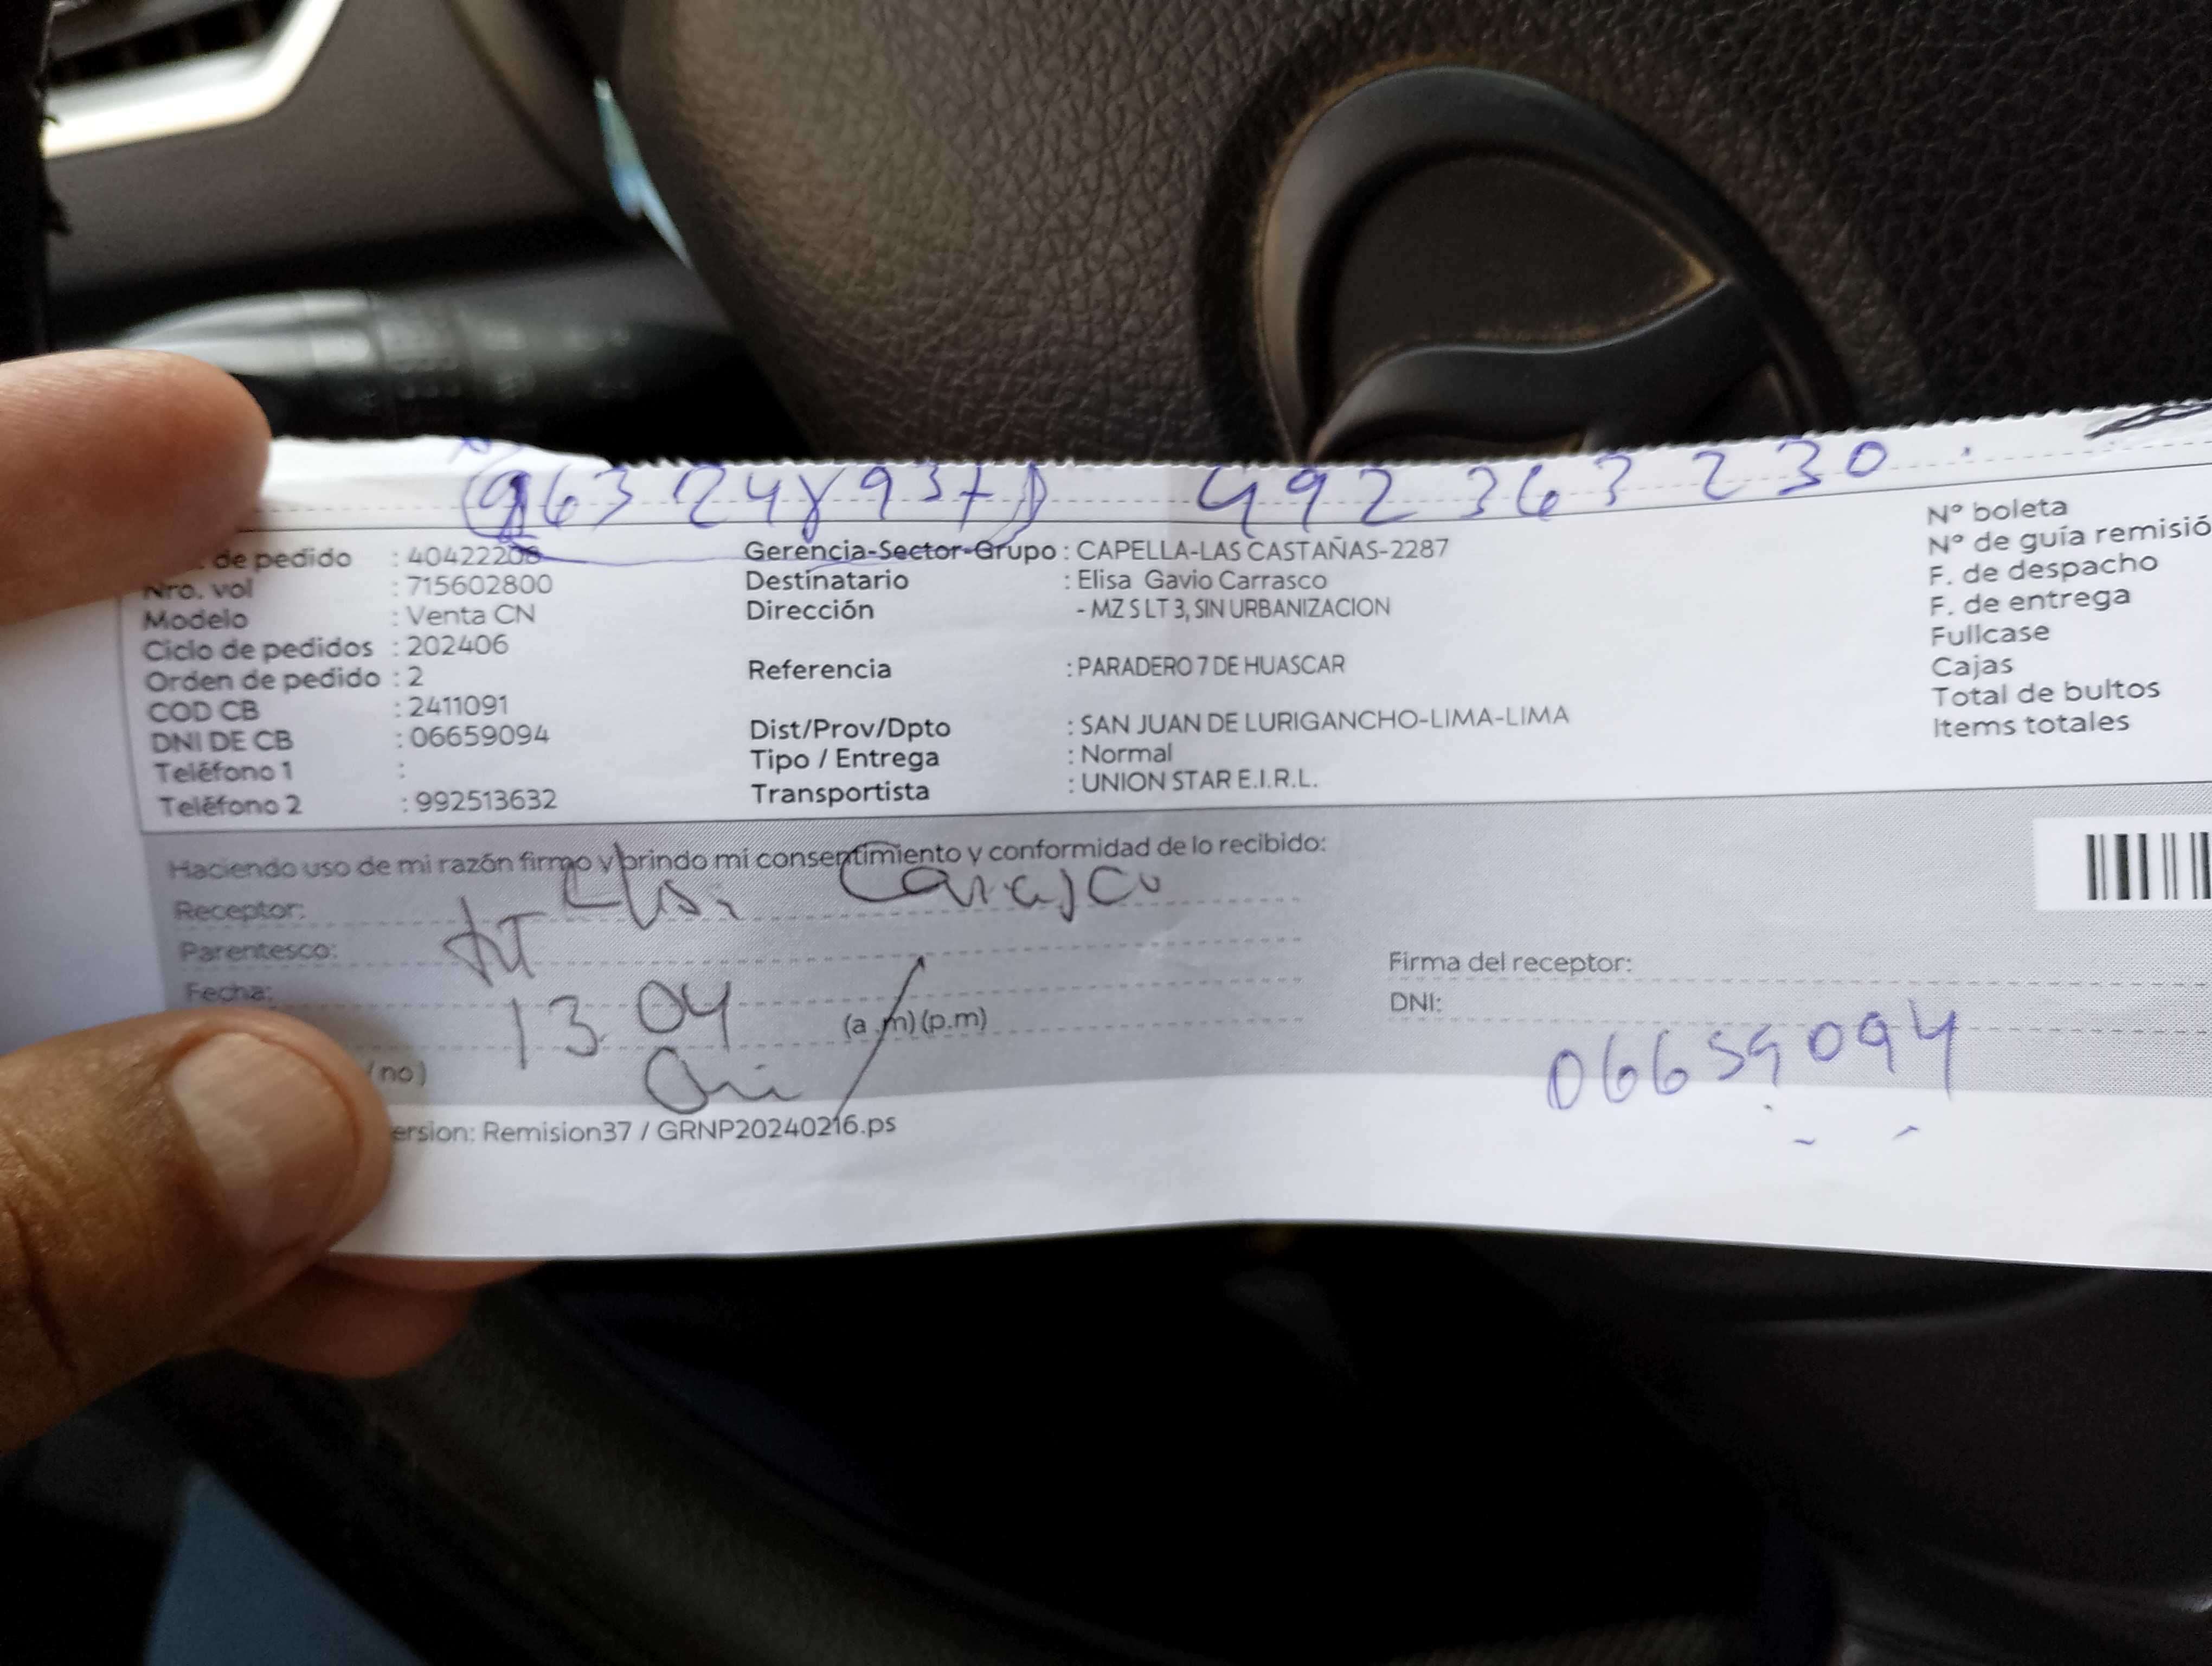 963248937 992363230
de pedido : 40422208
Nro. vol : 715602800
Modelo : Venta CN
Ciclo de pedidos : 202406
Orden de pedido : 2
COD CB : 2411091
DNI DE CB : 06659094
Teléfono 1 :
Teléfono 2 : 992513632
Gerencia-Sector-Grupo : CAPELLA-LAS CASTAÑAS-2287
Destinatario : Elisa Gavio Carrasco
Dirección - MZ S LT 3, SIN URBANIZACION
Referencia : PARADERO 7 DE HUASCAR
Dist/Prov/Dpto : SAN JUAN DE LURIGANCHO-LIMA-LIMA
Tipo / Entrega : Normal
Transportista : UNION STAR E.I.R.L.
Nº boleta
Nº de guía remisió
F. de despacho
F. de entrega
Fullcase
Cajas
Total de bultos
Items totales
Haciendo uso de mi razón firmo y brindo mi consentimiento y conformidad de lo recibido:
Receptor:
Parentesco: TIT
Fecha: 13.04
(a.m)(p.m)
(no)
Firma del receptor:
DNI: 06659094
ersion: Remision37 / GRNP20240216.ps